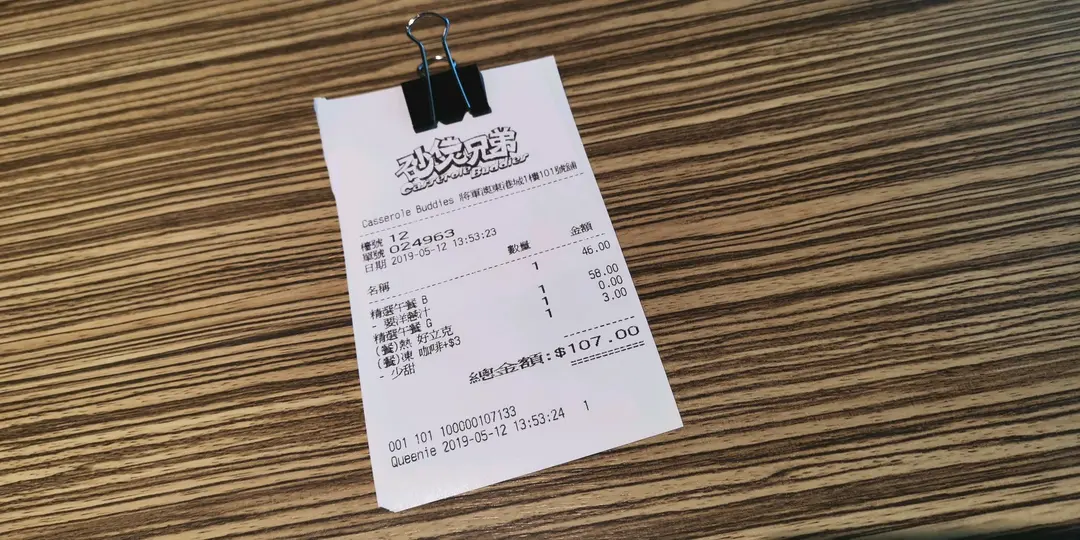 砂煲兄弟
Casserole Buddies
Casserole Buddies 將軍澳東港城1樓101號舖
檯號 12
單號 024963
日期 2019-05-12 13:53:23
名稱 數量 金額
精選午餐 B 1 46.00
- 要洋葱汁
精選午餐 G 1 58.00
(餐)熱 好立克 1 0.00
(餐)凍 咖啡+$3 1 3.00
- 少甜
總金額:$107.00
001 101 100000107133
Queenie 2019-05-12 13:53:24 1